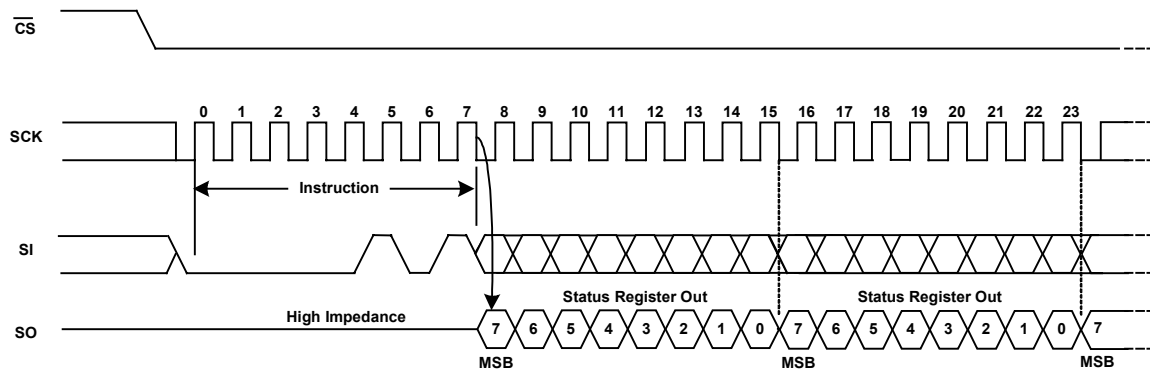 CS
0 1 2 3 4 5 6 7 8 9 10 11 12 13 14 15 16 17 18 19 20 21 22 23
SCK
Instruction
SI
Status Register Out Status Register Out
High Impedance
SO 7 6 5 4 3 2 1 0 7 6 5 4 3 2 1 0 7
MSB MSB MSB